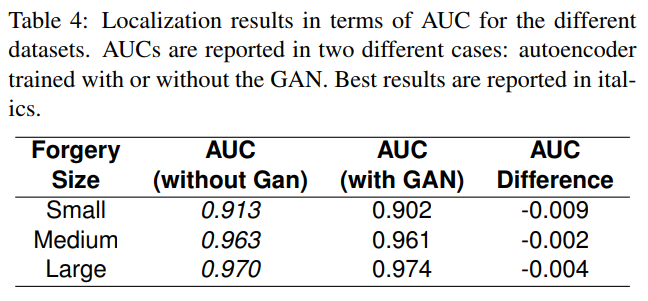 Table 4: Localization results in terms of AUC for the different
datasets. AUCs are reported in two different cases: autoencoder
trained with or without the GAN. Best results are reported in ital-
ics.
Forgery AUC AUC AUC
Size (without Gan) (with GAN) Difference
Small 0.913 0.902 -0.009
Medium 0.963 0.961 -0.002
Large 0.970 0.974 -0.004